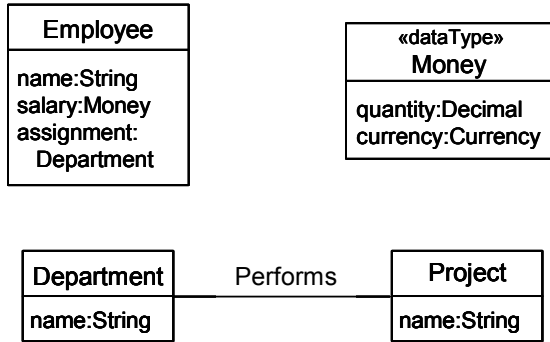 Employee
name:String
salary:Money
assignment:
Department
«dataType»
Money
quantity:Decimal
currency:Currency
Department
name:String
Performs
Project
name:String